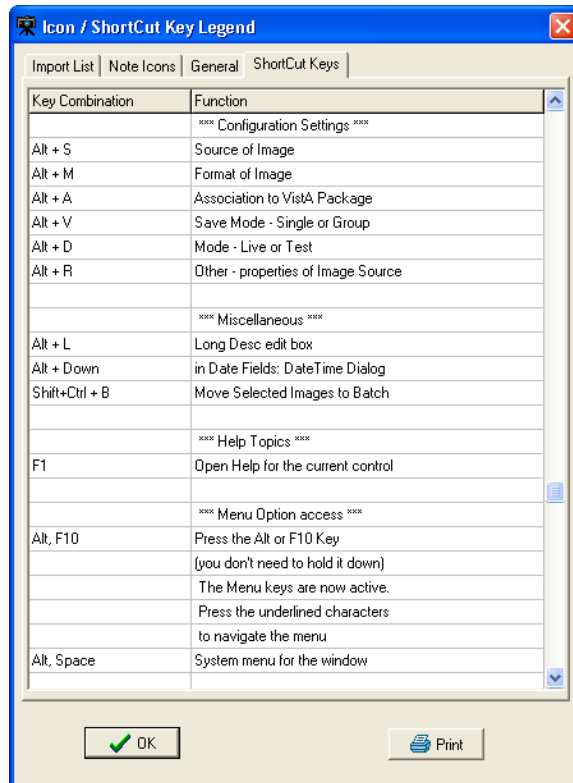 Icon / ShortCut Key Legend
Import List Note Icons General ShortCut Keys
Key Combination Function
*** Configuration Settings ***
Alt + S Source of Image
Alt + M Format of Image
Alt + A Association to VistA Package
Alt + V Save Mode - Single or Group
Alt + D Mode - Live or Test
Alt + R Other - properties of Image Source
*** Miscellaneous ***
Alt + L Long Desc edit box
Alt + Down in Date Fields: DateTime Dialog
Shift+Ctrl + B Move Selected Images to Batch
*** Help Topics ***
F1 Open Help for the current control
*** Menu Option access ***
Alt, F10 Press the Alt or F10 Key
(you don't need to hold it down)
The Menu keys are now active.
Press the underlined characters
to navigate the menu
Alt, Space System menu for the window
OK Print